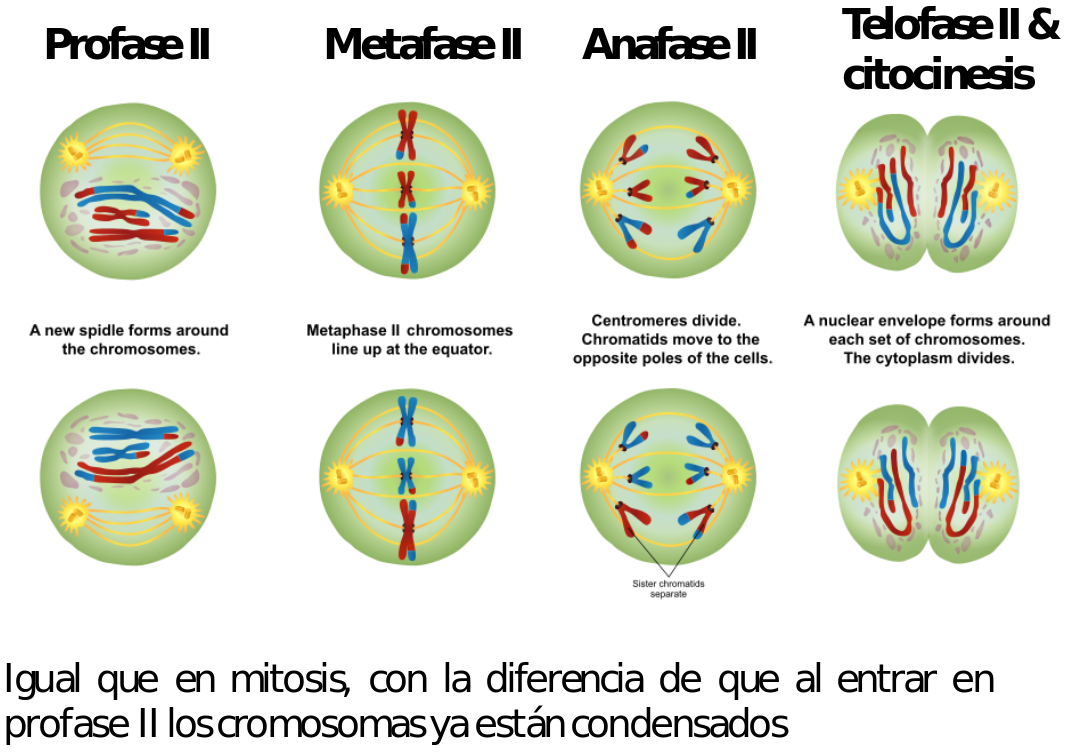 Profase II
Metafase II
Anafase II
Telofase II &
citocinesis
A new spidle forms around
the chromosomes.
Metaphase II chromosomes
line up at the equator.
Centromeres divide.
Chromatids move to the
opposite poles of the cells.
A nuclear envelope forms around
each set of chromosomes.
The cytoplasm divides.
Sister chromatids
separate
Igual que en mitosis, con la diferencia de que al entrar en
profase II los cromosomas ya están condensados